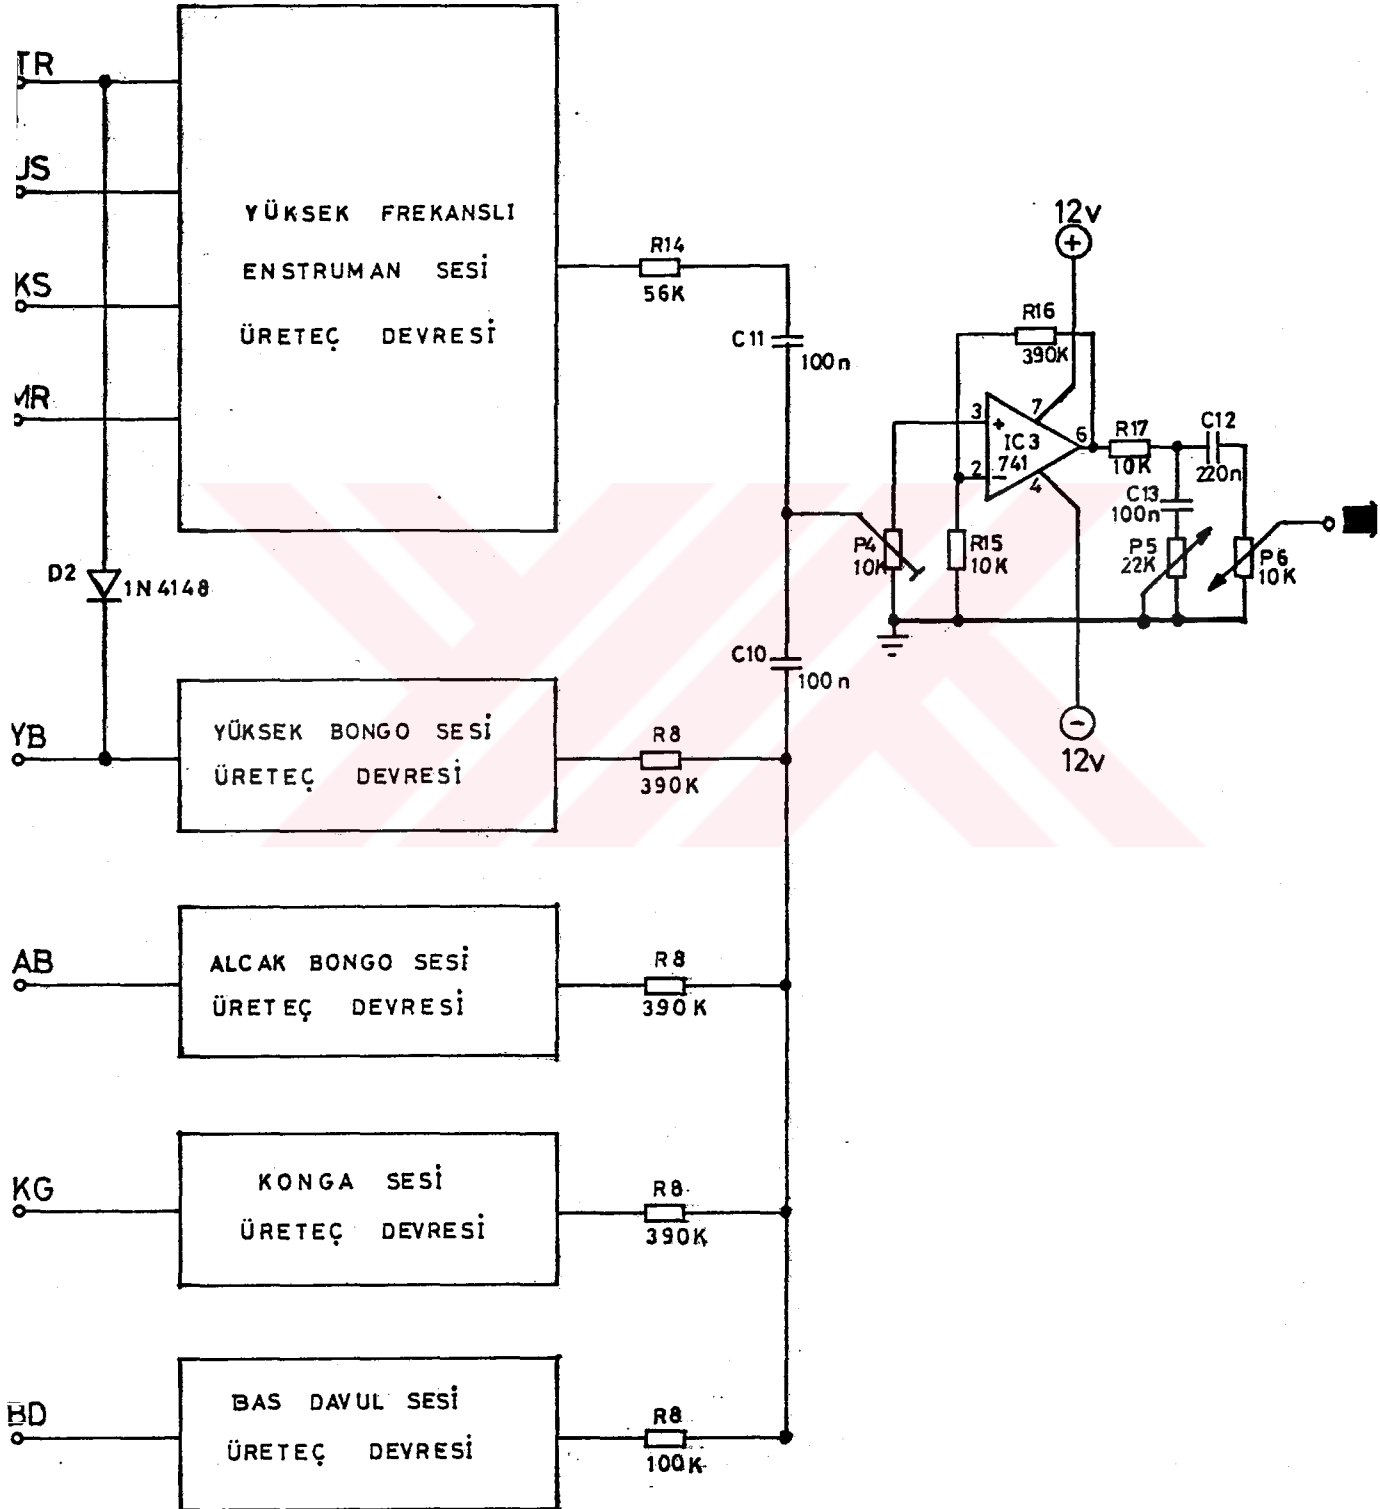 TR
US
KS
MR
YÜKSEK FREKANSLI
ENSTRUMAN SESİ
ÜRETEÇ DEVRESİ
R14
56K
C11
100n
12v
+
R16
390K
3
+
7
IC3
741
2
−
6
4
R17
10K
C12
220n
C13
100n
P4
10K
R15
10K
P5
22K
P6
10K
D2
1N4148
C10
100n
−
12v
YB
YÜKSEK BONGO SESİ
ÜRETEÇ DEVRESİ
R8
390K
AB
ALCAK BONGO SESİ
ÜRETEÇ DEVRESİ
R8
390K
KG
KONGA SESİ
ÜRETEÇ DEVRESİ
R8
390K
BD
BAS DAVUL SESİ
ÜRETEÇ DEVRESİ
R8
100K